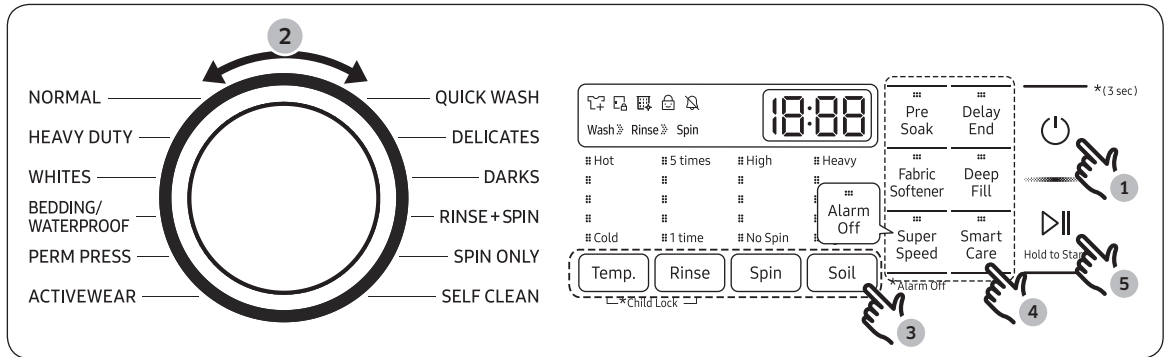 2
NORMAL
HEAVY DUTY
WHITES
BEDDING/
WATERPROOF
PERM PRESS
ACTIVEWEAR
QUICK WASH
DELICATES
DARKS
RINSE+SPIN
SPIN ONLY
SELF CLEAN
18:88
Wash Rinse Spin
Hot 5 times High Heavy
Cold 1 time No Spin
Alarm
Off
Temp. Rinse Spin Soil
*Child Lock
3
Pre
Soak
Delay
End
Fabric
Softener
Deep
Fill
Super
Speed
Smart
Care
*Alarm Off
4
*(3 sec)
1
Hold to Start
5